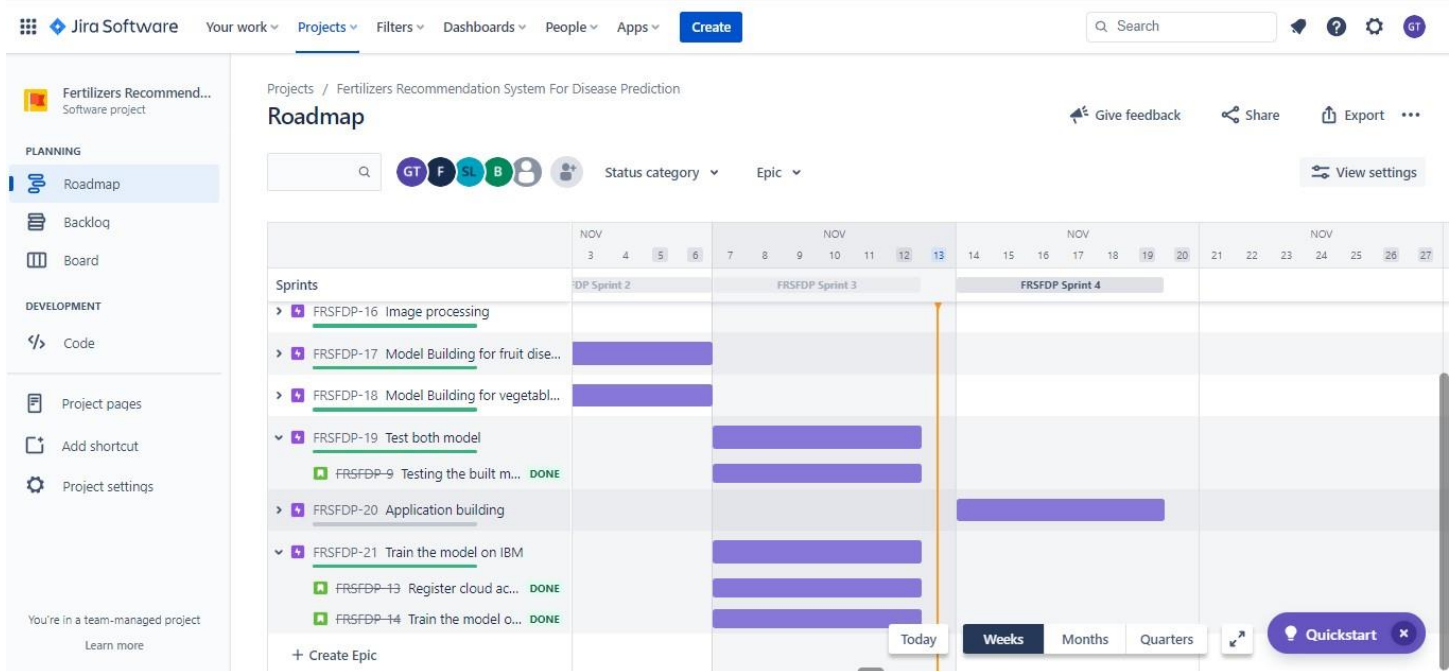 Jira Software Your work Projects Filters Dashboards People Apps Create Search GT
Fertilizers Recommend...
Software project
PLANNING
Roadmap
Backlog
Board
DEVELOPMENT
Code
Project pages
Add shortcut
Project settings
You're in a team-managed project
Learn more
Projects / Fertilizers Recommendation System For Disease Prediction
Roadmap
Give feedback Share Export
GT F SL B Status category Epic View settings
NOV NOV NOV NOV
3 4 5 6 7 8 9 10 11 12 13 14 15 16 17 18 19 20 21 22 23 24 25 26 27
Sprints FDP Sprint 2 FRSFDP Sprint 3 FRSFDP Sprint 4
FRSFDP-16 Image processing
FRSFDP-17 Model Building for fruit dise...
FRSFDP-18 Model Building for vegetabl...
FRSFDP-19 Test both model
FRSFDP-9 Testing the built m... DONE
FRSFDP-20 Application building
FRSFDP-21 Train the model on IBM
FRSFDP-13 Register cloud ac... DONE
FRSFDP-14 Train the model o... DONE
+ Create Epic
Today Weeks Months Quarters Quickstart